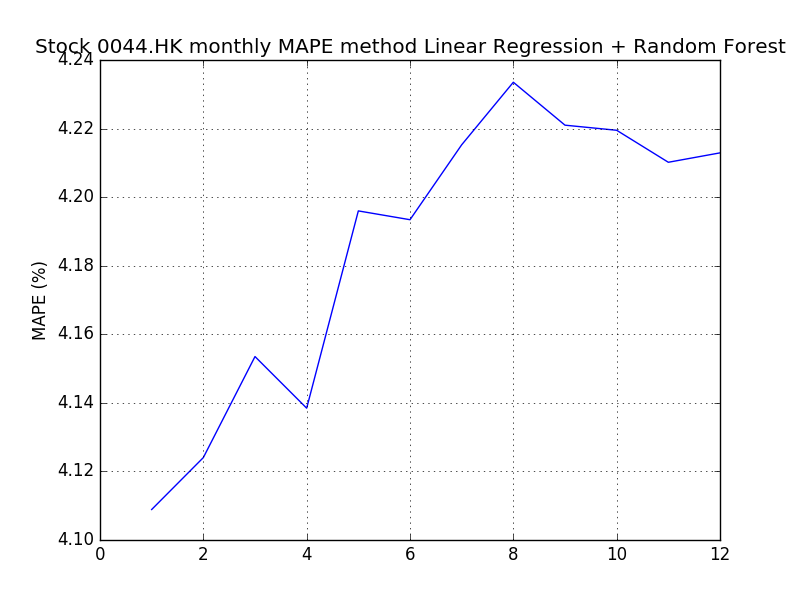 Stock 0044.HK monthly MAPE method Linear Regression + Random Forest
4.24
4.22
4.20
4.18
4.16
4.14
4.12
4.10
MAPE (%)
0 2 4 6 8 10 12